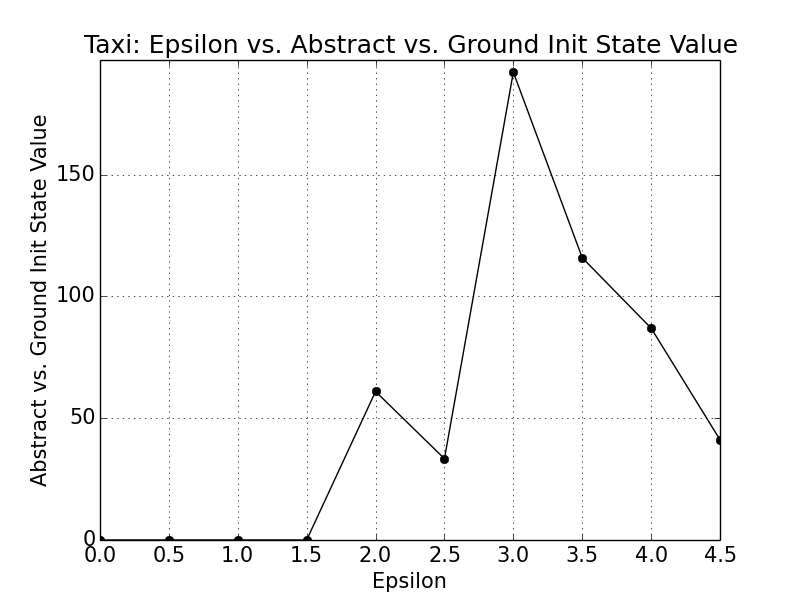 Taxi: Epsilon vs. Abstract vs. Ground Init State Value
Abstract vs. Ground Init State Value
150
100
50
0
0.0 0.5 1.0 1.5 2.0 2.5 3.0 3.5 4.0 4.5
Epsilon